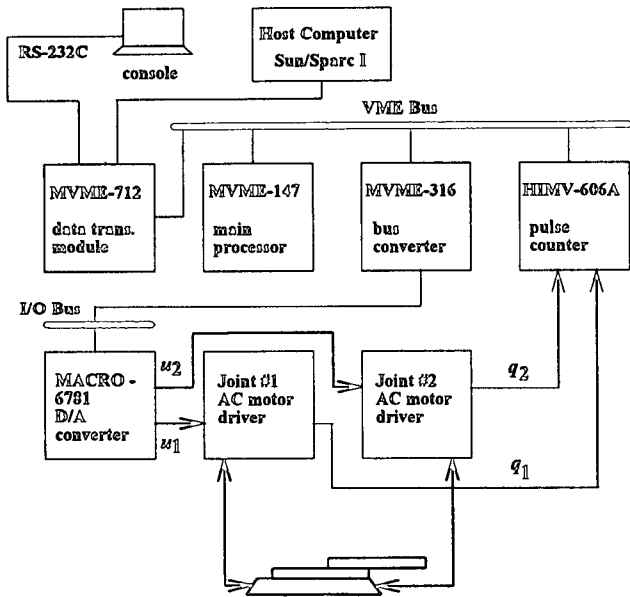 RS-232C
console
Host Computer
Sun/Sparc I
VME Bus
MVME-712
data trans.
module
MVME-147
main
processor
MVME-316
bus
converter
HIMV-606A
pulse
counter
I/O Bus
MACRO -
6781
D/A
converter
u2
u1
Joint #1
AC motor
driver
Joint #2
AC motor
driver
q2
q1